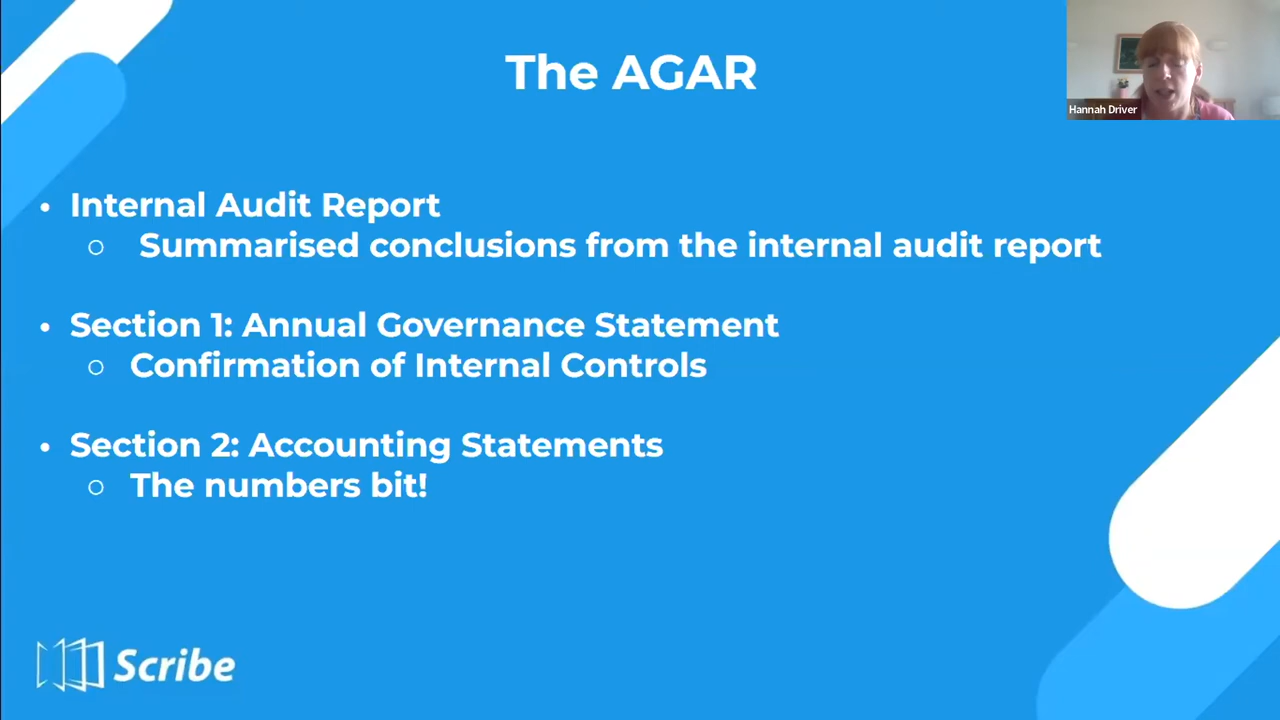 The AGAR
Hannah Driver
• Internal Audit Report
○ Summarised conclusions from the internal audit report
• Section 1: Annual Governance Statement
○ Confirmation of Internal Controls
• Section 2: Accounting Statements
○ The numbers bit!
Scribe